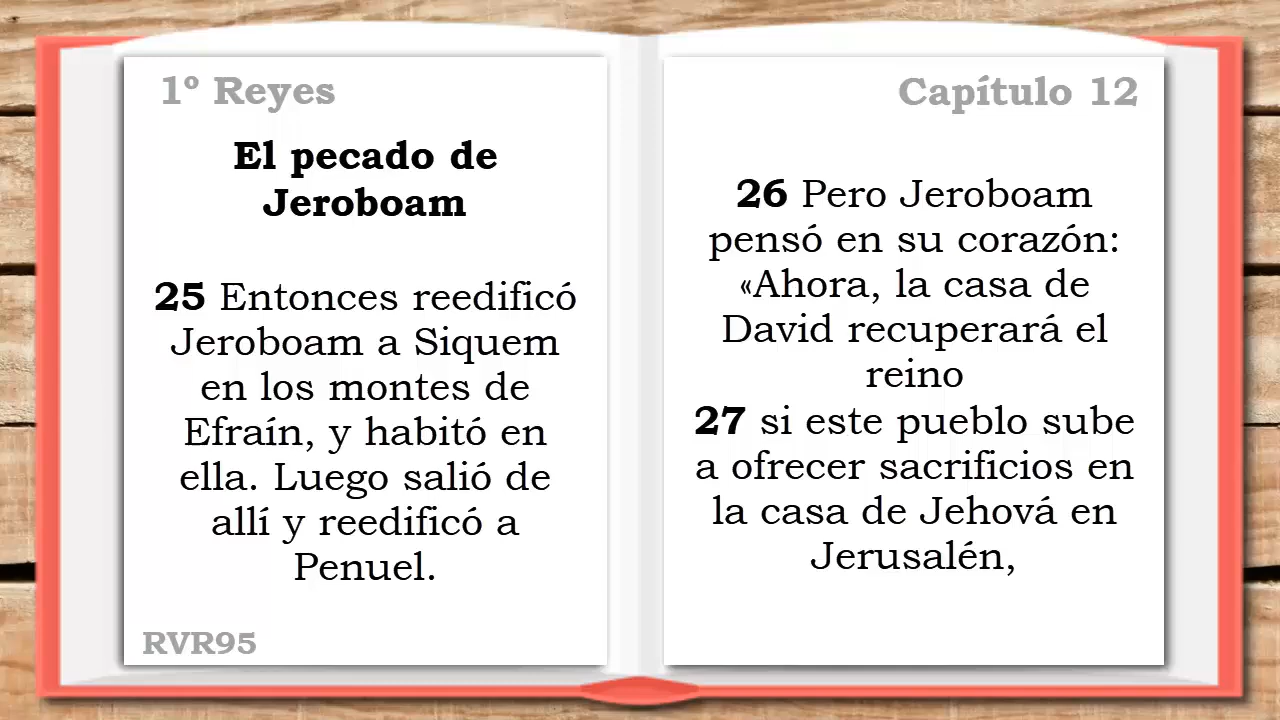 1º Reyes
El pecado de
Jeroboam
25 Entonces reedificó
Jeroboam a Siquem
en los montes de
Efraín, y habitó en
ella. Luego salió de
allí y reedificó a
Penuel.
RVR95
Capítulo 12
26 Pero Jeroboam
pensó en su corazón:
«Ahora, la casa de
David recuperará el
reino
27 si este pueblo sube
a ofrecer sacrificios en
la casa de Jehová en
Jerusalén,